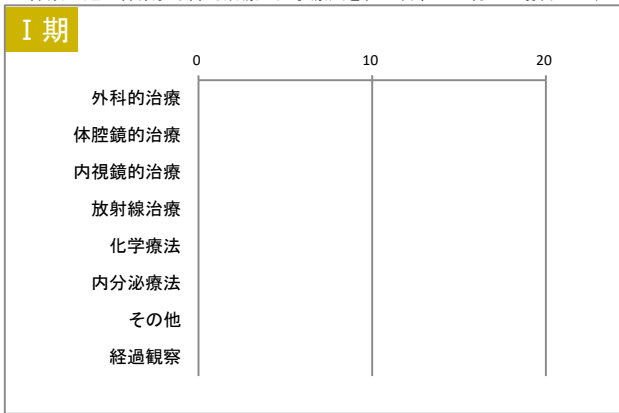 Ⅰ期
0 10 20
外科的治療
体腔鏡的治療
内視鏡的治療
放射線治療
化学療法
内分泌療法
その他
経過観察